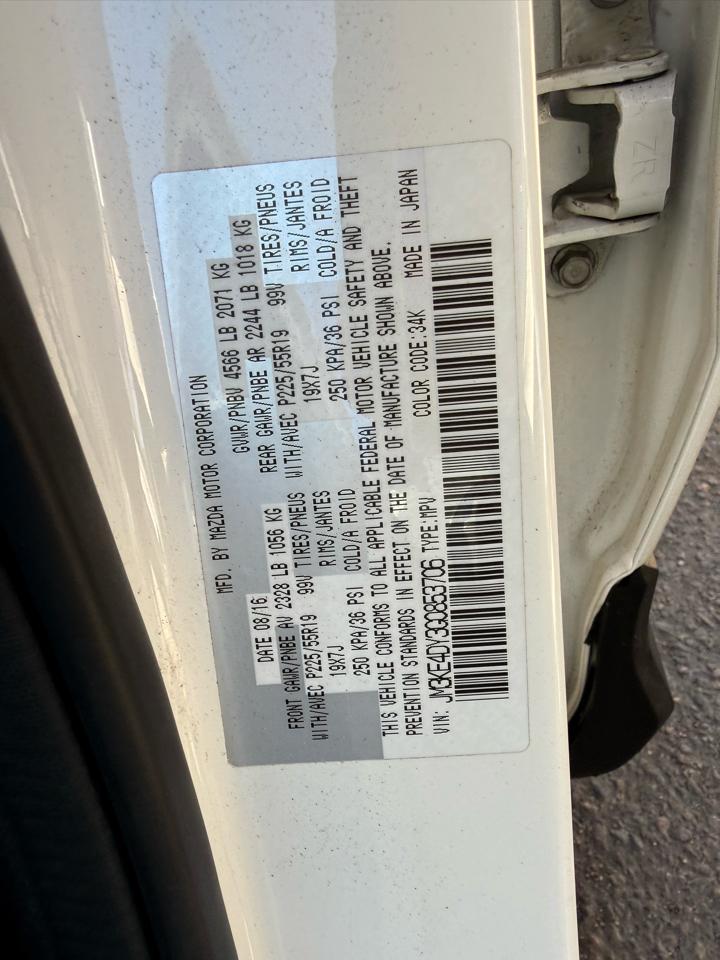 MFD. BY MAZDA MOTOR CORPORATION
DATE 08/16 GVWR/PNBV 4566 LB 2071 KG
FRONT GAWR/PNBE AV 2328 LB 1056 KG REAR GAWR/PNBE AR 2244 LB 1018 KG
WITH/AVEC P225/55R19 99V TIRES/PNEUS WITH/AVEC P225/55R19 99V TIRES/PNEUS
19X7J RIMS/JANTES 19X7J RIMS/JANTES
250 KPA/36 PSI COLD/A FROID 250 KPA/36 PSI COLD/A FROID
THIS VEHICLE CONFORMS TO ALL APPLICABLE FEDERAL MOTOR VEHICLE SAFETY AND THEFT
PREVENTION STANDARDS IN EFFECT ON THE DATE OF MANUFACTURE SHOWN ABOVE.
VIN: JM3KE4DY3G0853706 TYPE:MPV COLOR CODE:34K MADE IN JAPAN
ZR